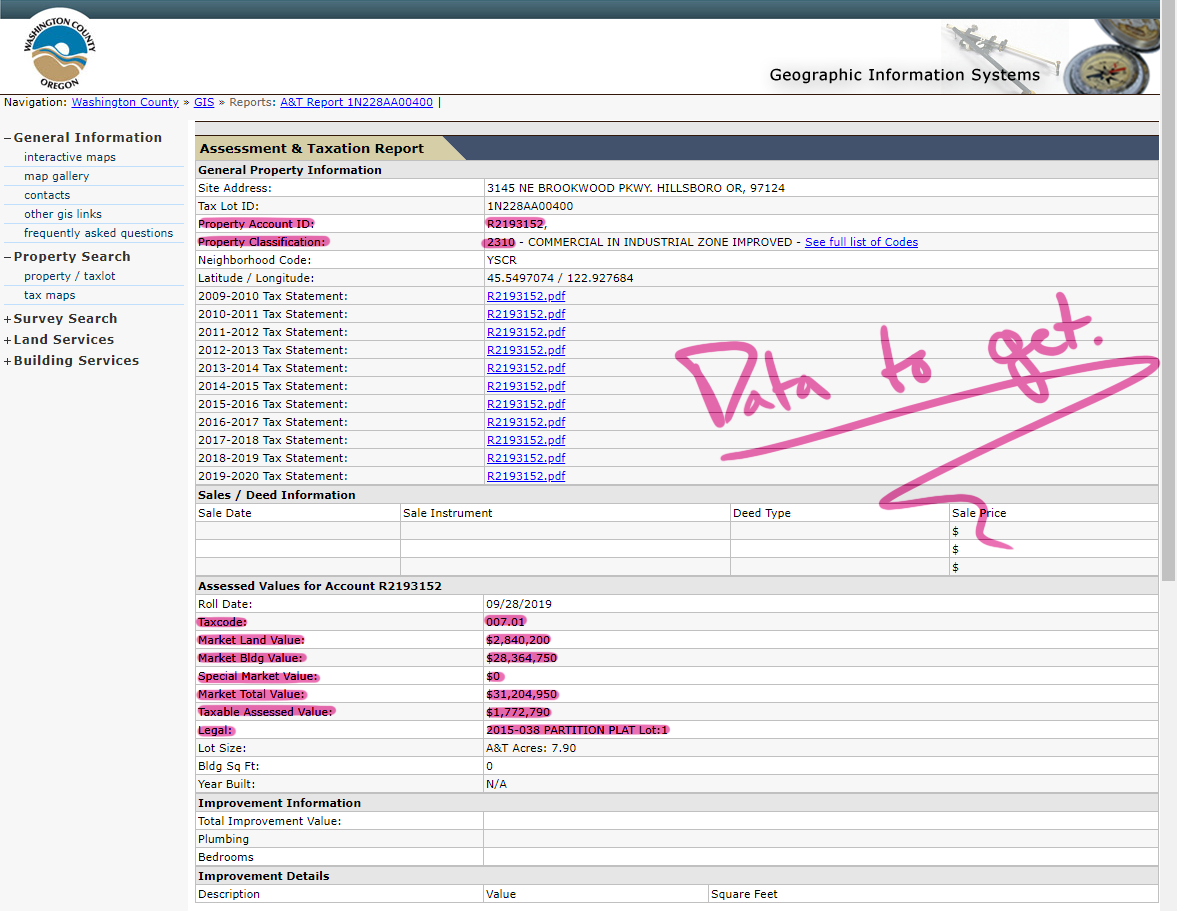 WASHINGTON COUNTY
OREGON
Geographic Information Systems
Navigation: Washington County » GIS » Reports: A&T Report 1N228AA00400 |
−General Information
interactive maps
map gallery
contacts
other gis links
frequently asked questions
−Property Search
property / taxlot
tax maps
+Survey Search
+Land Services
+Building Services
Assessment & Taxation Report
General Property Information
Site Address: 3145 NE BROOKWOOD PKWY. HILLSBORO OR, 97124
Tax Lot ID: 1N228AA00400
Property Account ID: R2193152,
Property Classification: 2310 - COMMERCIAL IN INDUSTRIAL ZONE IMPROVED - See full list of Codes
Neighborhood Code: YSCR
Latitude / Longitude: 45.5497074 / 122.927684
2009-2010 Tax Statement: R2193152.pdf
2010-2011 Tax Statement: R2193152.pdf
2011-2012 Tax Statement: R2193152.pdf
2012-2013 Tax Statement: R2193152.pdf
2013-2014 Tax Statement: R2193152.pdf
2014-2015 Tax Statement: R2193152.pdf
2015-2016 Tax Statement: R2193152.pdf
2016-2017 Tax Statement: R2193152.pdf
2017-2018 Tax Statement: R2193152.pdf
2018-2019 Tax Statement: R2193152.pdf
2019-2020 Tax Statement: R2193152.pdf
Data to get.
Sales / Deed Information
Sale Date Sale Instrument Deed Type Sale Price
$
$
$
Assessed Values for Account R2193152
Roll Date: 09/28/2019
Taxcode: 007.01
Market Land Value: $2,840,200
Market Bldg Value: $28,364,750
Special Market Value: $0
Market Total Value: $31,204,950
Taxable Assessed Value: $1,772,790
Legal: 2015-038 PARTITION PLAT Lot:1
Lot Size: A&T Acres: 7.90
Bldg Sq Ft: 0
Year Built: N/A
Improvement Information
Total Improvement Value:
Plumbing
Bedrooms
Improvement Details
Description Value Square Feet